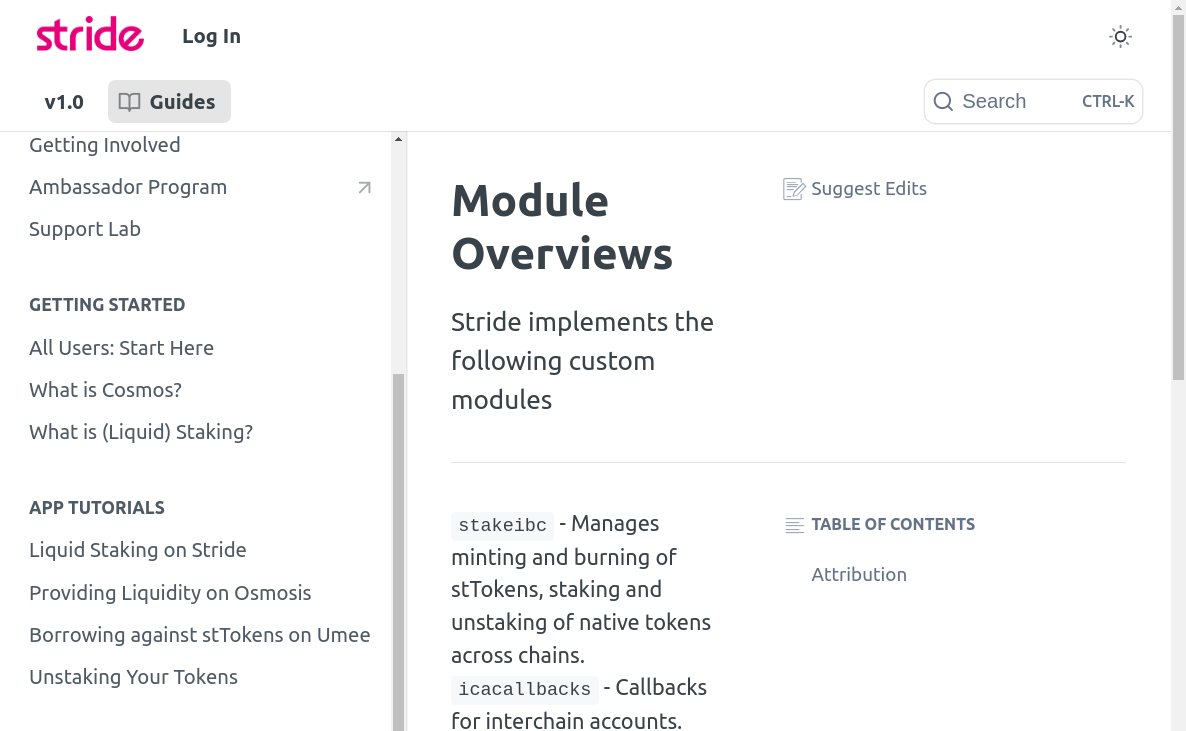 stride
Log In
v1.0
Guides
Search
CTRL-K
Getting Involved
Ambassador Program
Support Lab
GETTING STARTED
All Users: Start Here
What is Cosmos?
What is (Liquid) Staking?
APP TUTORIALS
Liquid Staking on Stride
Providing Liquidity on Osmosis
Borrowing against stTokens on Umee
Unstaking Your Tokens
Module
Overviews
Suggest Edits
Stride implements the
following custom
modules
stakeibc - Manages
minting and burning of
stTokens, staking and
unstaking of native tokens
across chains.
icacallbacks - Callbacks
for interchain accounts.
TABLE OF CONTENTS
Attribution